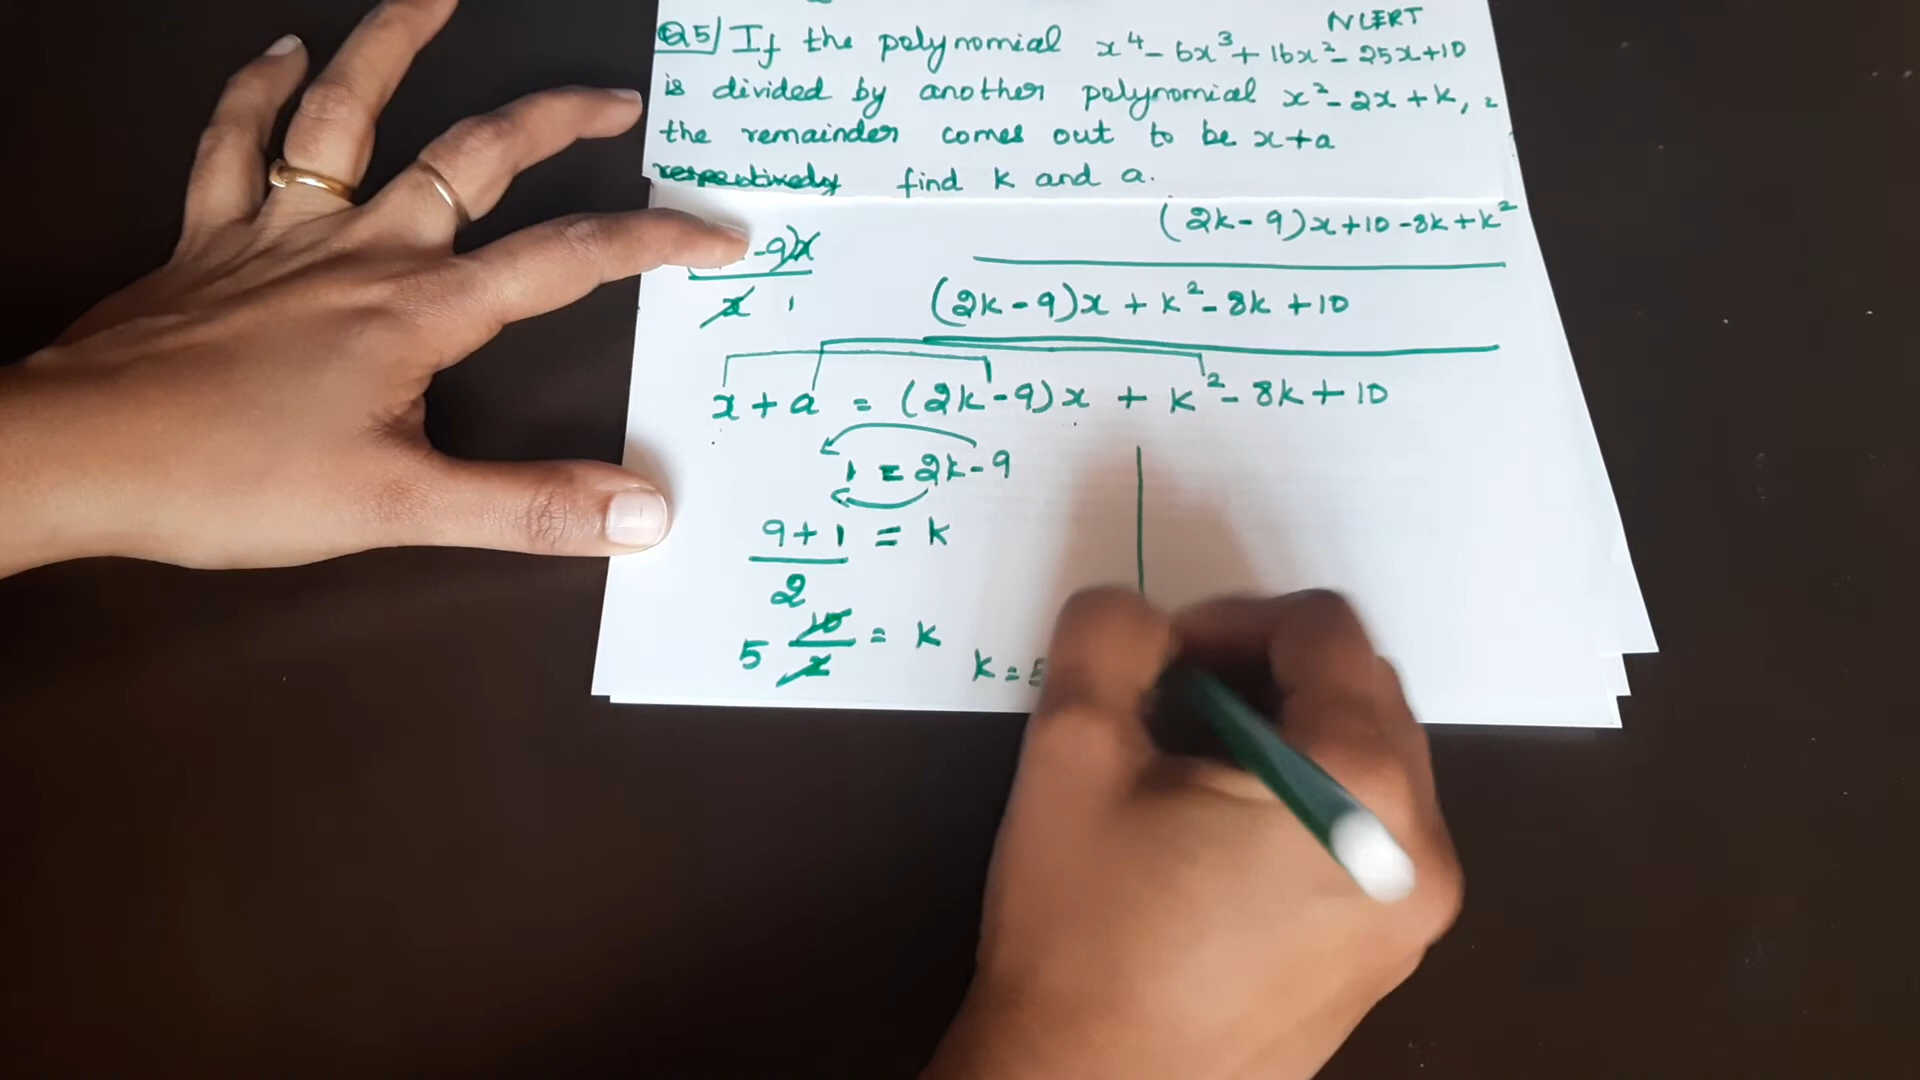 NCERT
Q5 If the polynomial x⁴ - 6x³ + 16x² - 25x + 10
is divided by another polynomial x² - 2x + k,
the remainder comes out to be x + a
respectively find k and a.
(2k - 9)x + 10 - 8k + k²
-9)x
x 1
(2k - 9)x + k² - 8k + 10
x + a = (2k - 9)x + k² - 8k + 10
1 = 2k - 9
9 + 1 = k
2
5 10 = k
2
k = 5